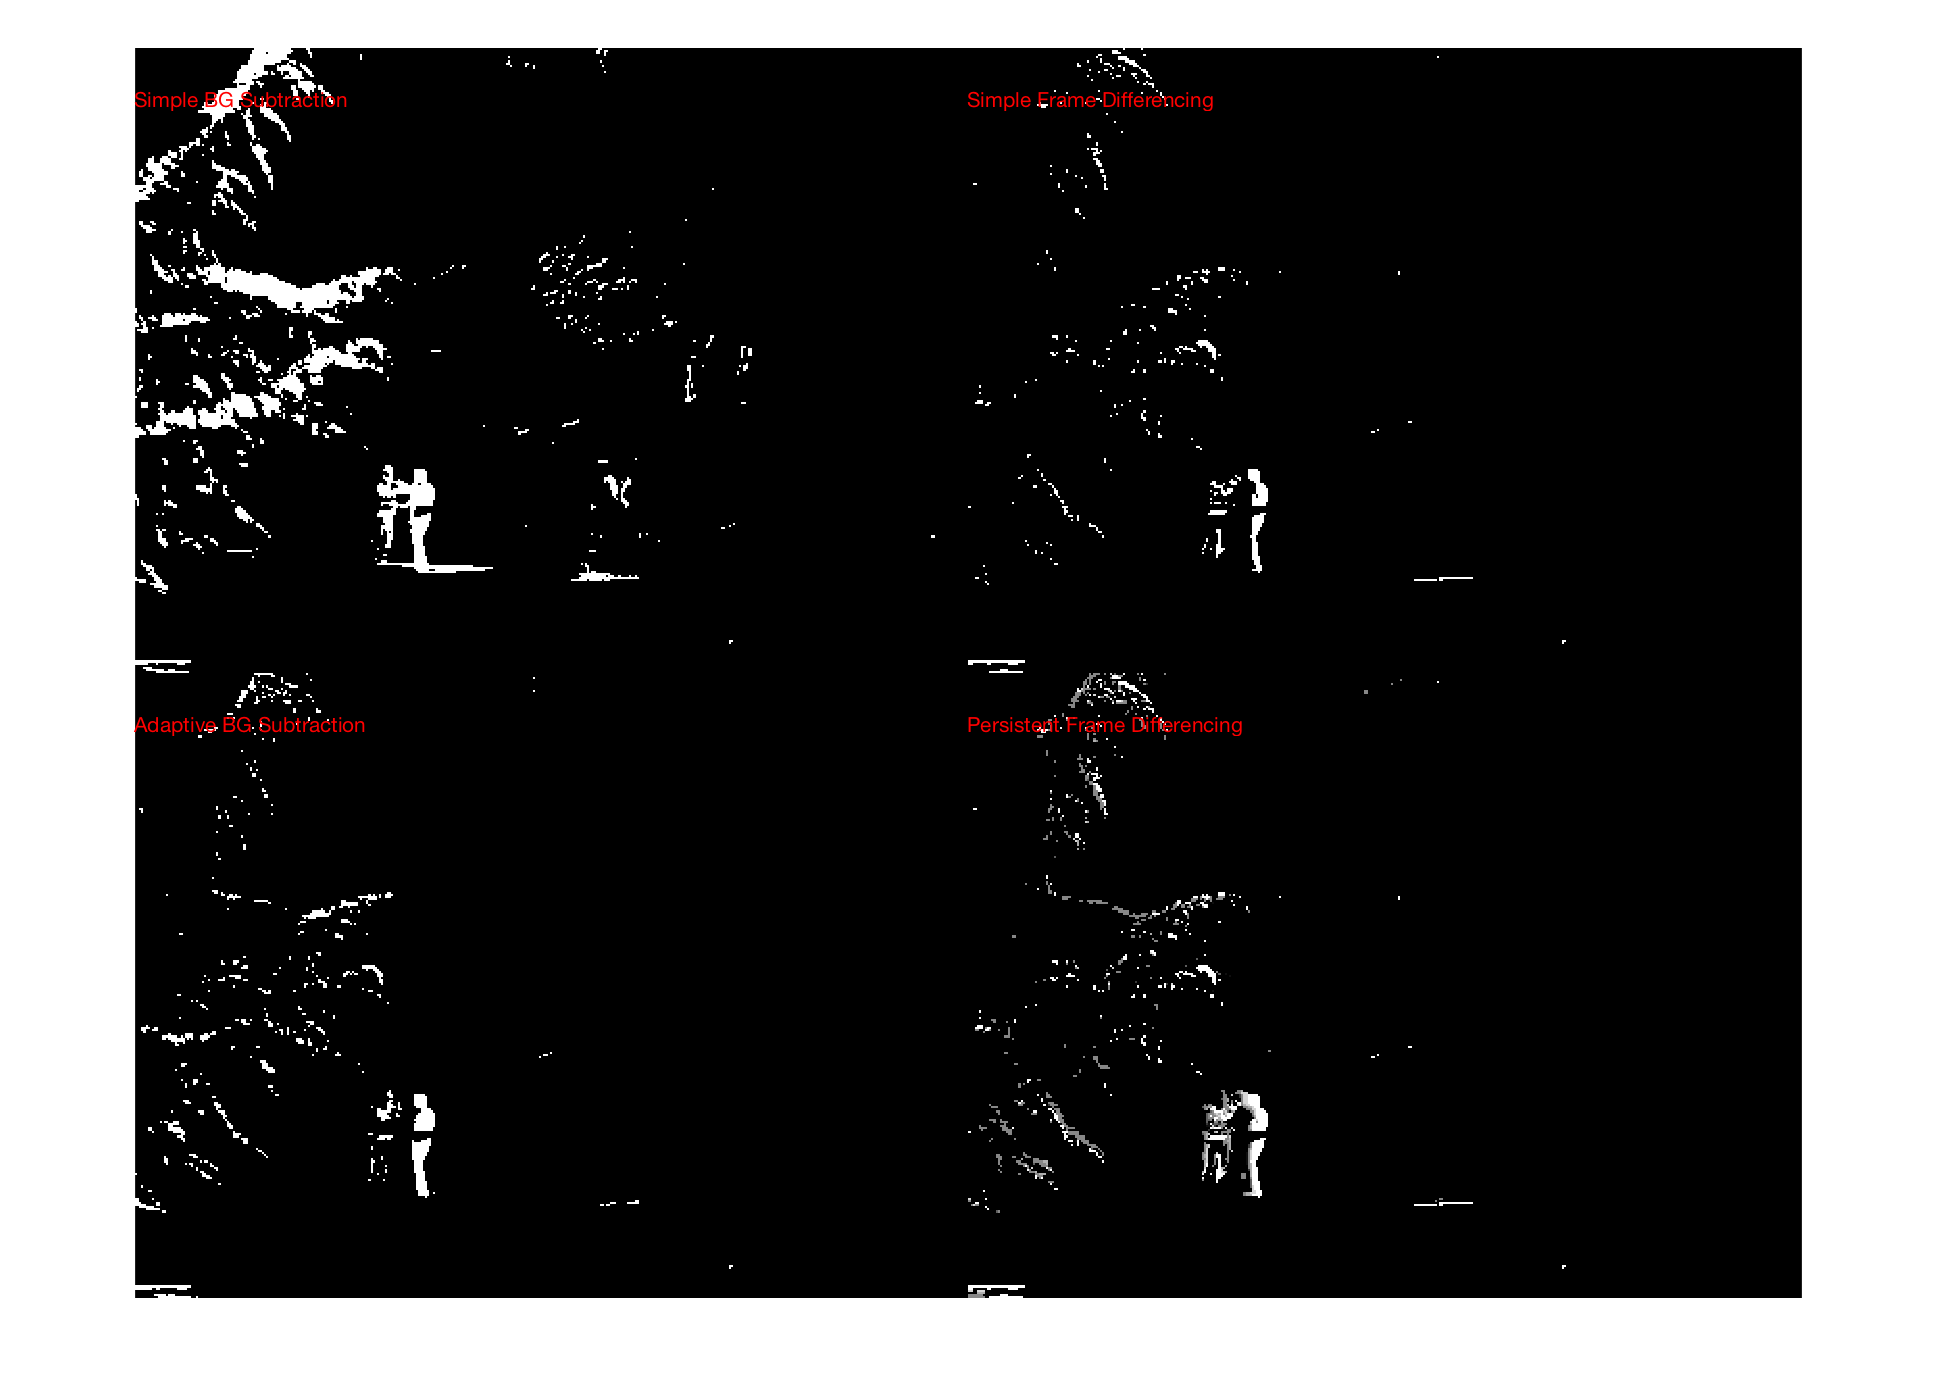 Simple BG Subtraction
Simple Frame Differencing
Adaptive BG Subtraction
Persistent Frame Differencing